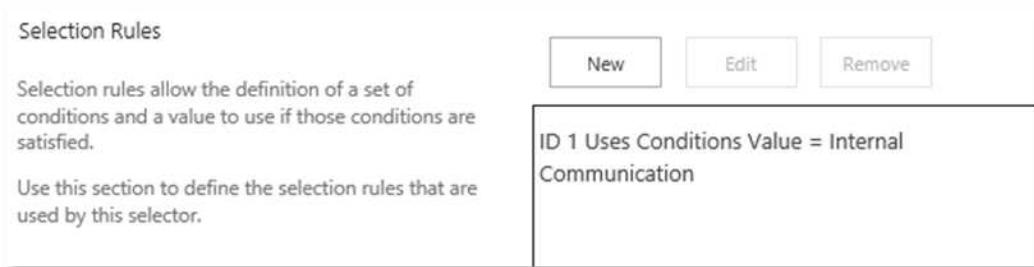 Selection Rules
Selection rules allow the definition of a set of
conditions and a value to use if those conditions are
satisfied.
Use this section to define the selection rules that are
used by this selector.
New
Edit
Remove
ID 1 Uses Conditions Value = Internal
Communication